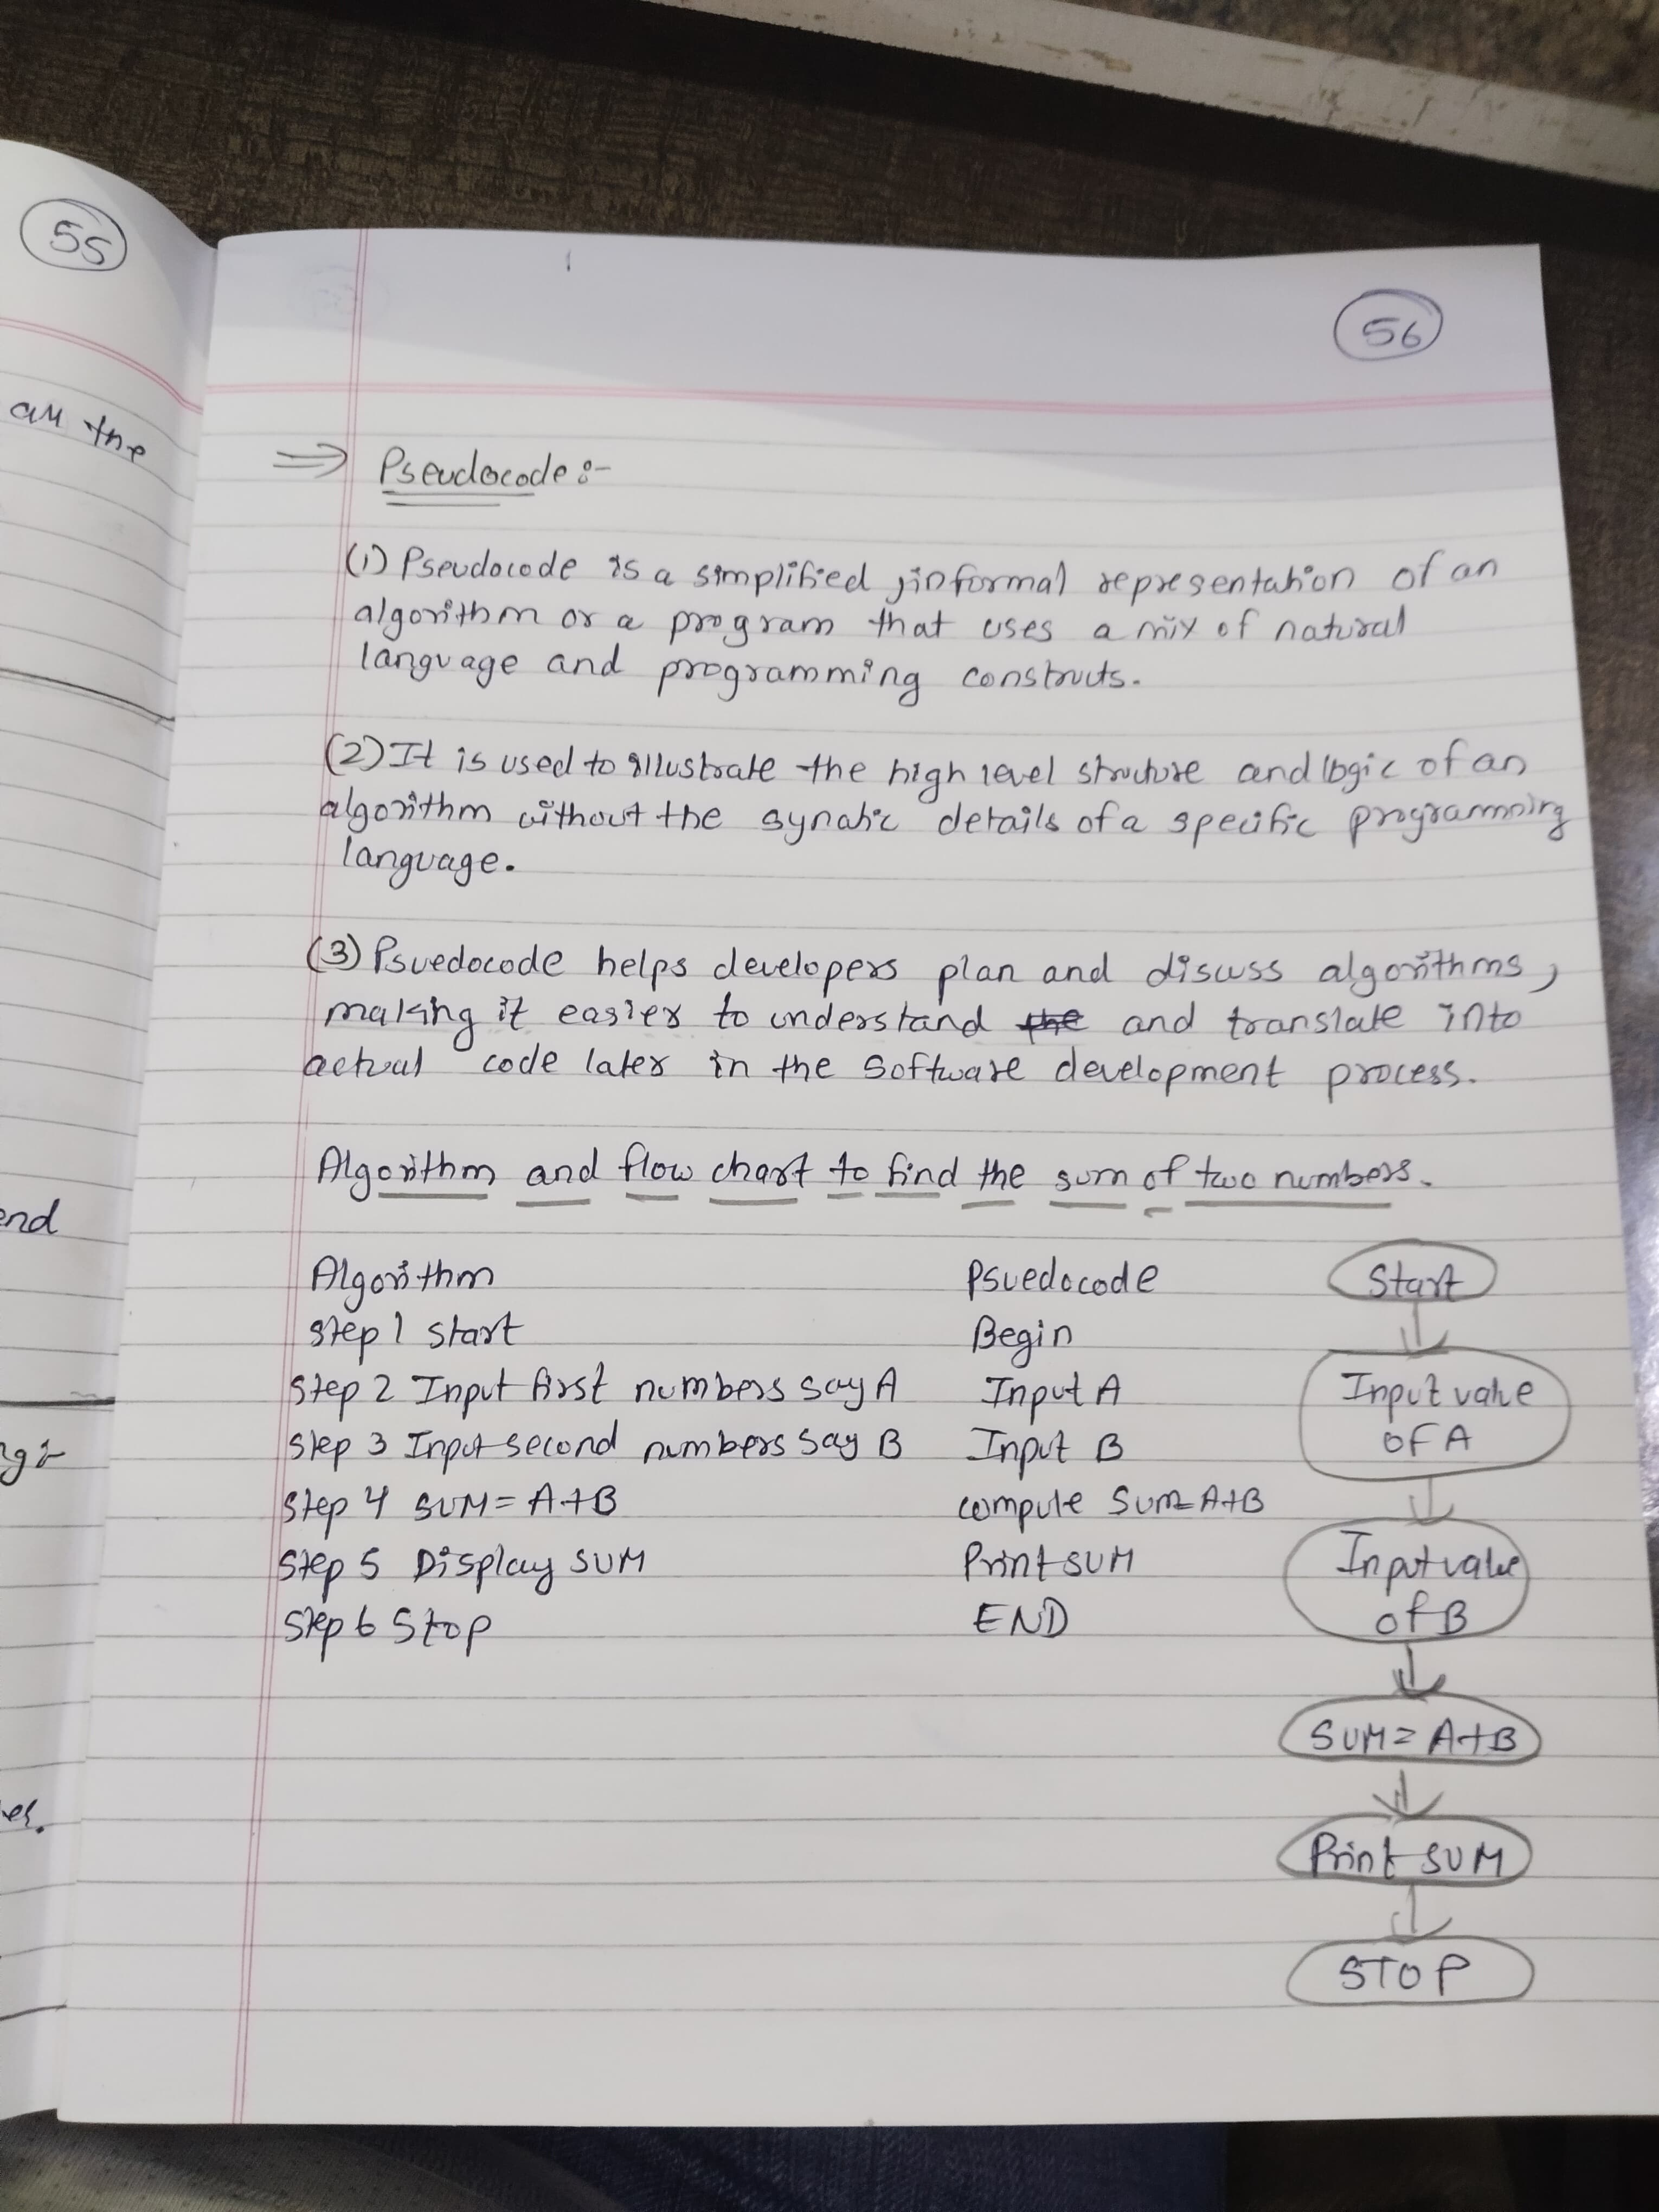 55
all the
end
56
⇒ Pseudocode :-
(1) Pseudocode is a simplified, informal representation of an
algorithm or a program that uses a mix of natural
language and programming constructs.
(2) It is used to illustrate the high level structure and logic of an
algorithm without the synatic details of a specific programming
language.
(3) Psuedocode helps developers plan and discuss algorithms,
making it easier to understand the and translate into
actual code later in the software development process.
Algorithm and flow chart to find the sum of two numbers.
Algorithm
Step 1 Start
Step 2 Input first numbers say A
Step 3 Input second numbers say B
Step 4 SUM = A+B
Step 5 Display SUM
Step 6 Stop
Psuedocode
Begin
Input A
Input B
compute Sum=A+B
Print SUM
END
Start
Input value
of A
Input value
of B
SUM = A+B
Print SUM
STOP